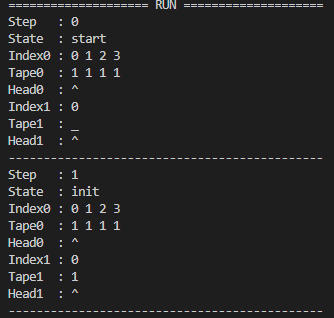 ==================== RUN ====================
Step   : 0
State  : start
Index0 : 0 1 2 3
Tape0  : 1 1 1 1
Head0  : ^
Index1 : 0
Tape1  : _
Head1  : ^
---------------------------------------------
Step   : 1
State  : init
Index0 : 0 1 2 3
Tape0  : 1 1 1 1
Head0  : ^
Index1 : 0
Tape1  : 1
Head1  : ^
---------------------------------------------